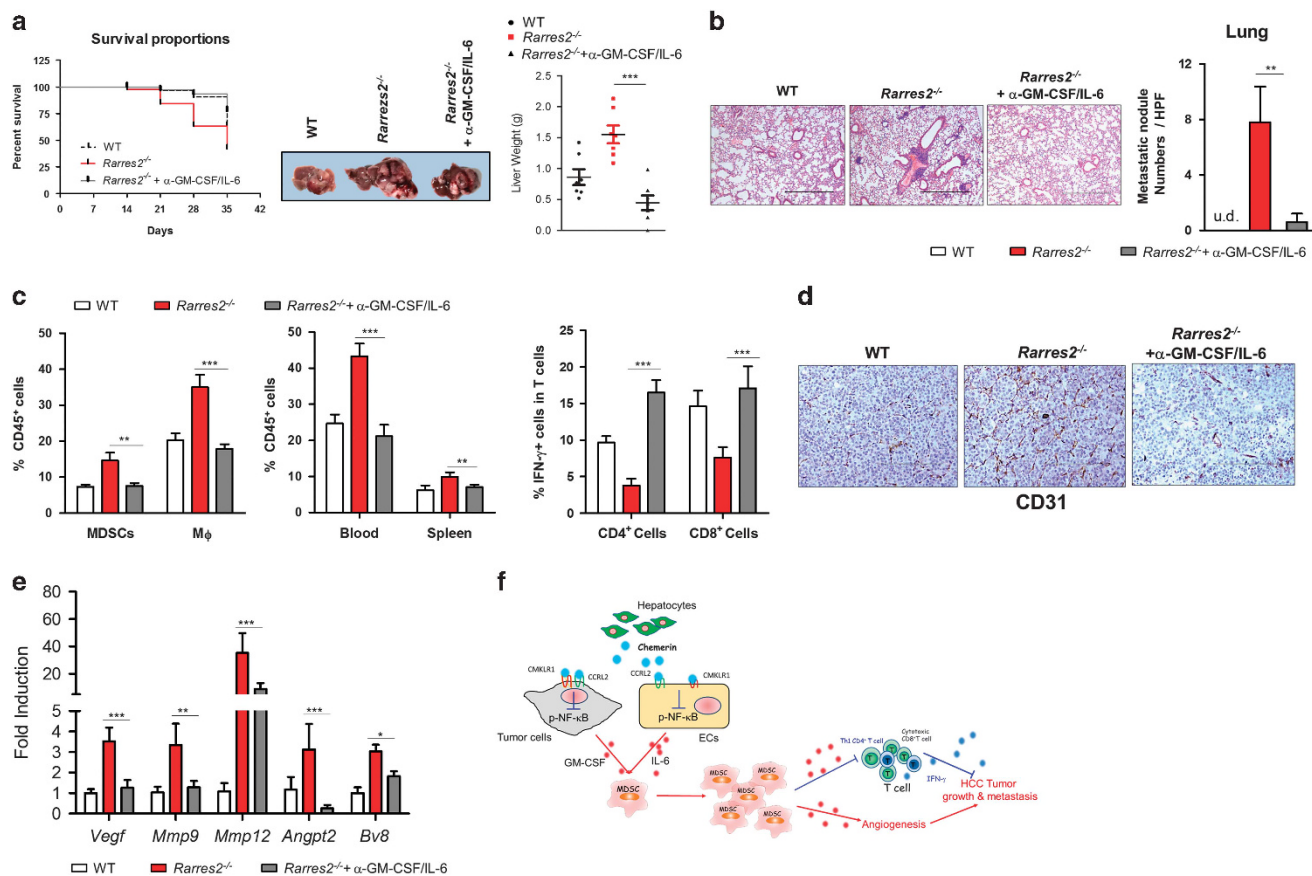 a
Survival proportions
Percent survival
125
100
75
50
25
0
WT
Rarres2-/-
Rarres2-/- + α-GM-CSF/IL-6
0 7 14 21 28 35 42
Days
WT
Rarrezs2-/-
Rarres2-/-
+ α-GM-CSF/IL-6
WT
Rarres2-/-
Rarres2-/-+ α-GM-CSF/IL-6
Liver Weight (g)
2.5
2.0
1.5
1.0
0.5
0.0
***
b
Lung
WT
Rarres2-/-
Rarres2-/-
+ α-GM-CSF/IL-6
Metastatic nodule
Numbers / HPF
12
8
4
0
**
u.d.
WT
Rarres2-/-
Rarres2-/-+ α-GM-CSF/IL-6
c
WT
Rarres2-/-
Rarres2-/-+ α-GM-CSF/IL-6
% CD45+ cells
50
40
30
20
10
0
**
***
MDSCs
Mϕ
% CD45+ cells
50
40
30
20
10
0
***
**
Blood
Spleen
% IFN-γ+ cells in T cells
25
20
15
10
5
0
***
***
CD4+ Cells
CD8+ Cells
d
WT
Rarres2-/-
Rarres2-/-
+α-GM-CSF/IL-6
CD31
e
Fold Induction
80
60
40
20
5
4
3
2
1
0
***
**
***
***
*
Vegf
Mmp9
Mmp12
Angpt2
Bv8
WT
Rarres2-/-
Rarres2-/-+ α-GM-CSF/IL-6
f
Hepatocytes
Chemerin
CMKLR1
CCRL2
CCRL2
CMKLR1
p-NF-κB
p-NF-κB
Tumor cells
ECs
GM-CSF
IL-6
MDSC
MDSC
MDSC
MDSC
MDSC
MDSC
Th1 CD4+ T cell
Cytotoxic
CD8+T cell
T
T
T
T
T
T
T cell
IFN-γ
HCC Tumor
growth & metastasis
Angiogenesis